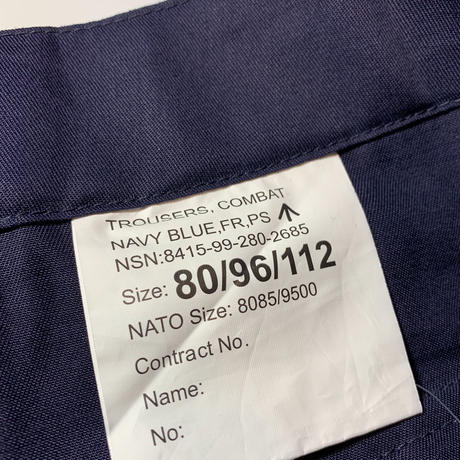 TROUSERS, COMBAT
NAVY BLUE,FR,PS
NSN:8415-99-280-2685
Size: 80/96/112
NATO Size: 8085/9500
Contract No.
Name:
No: